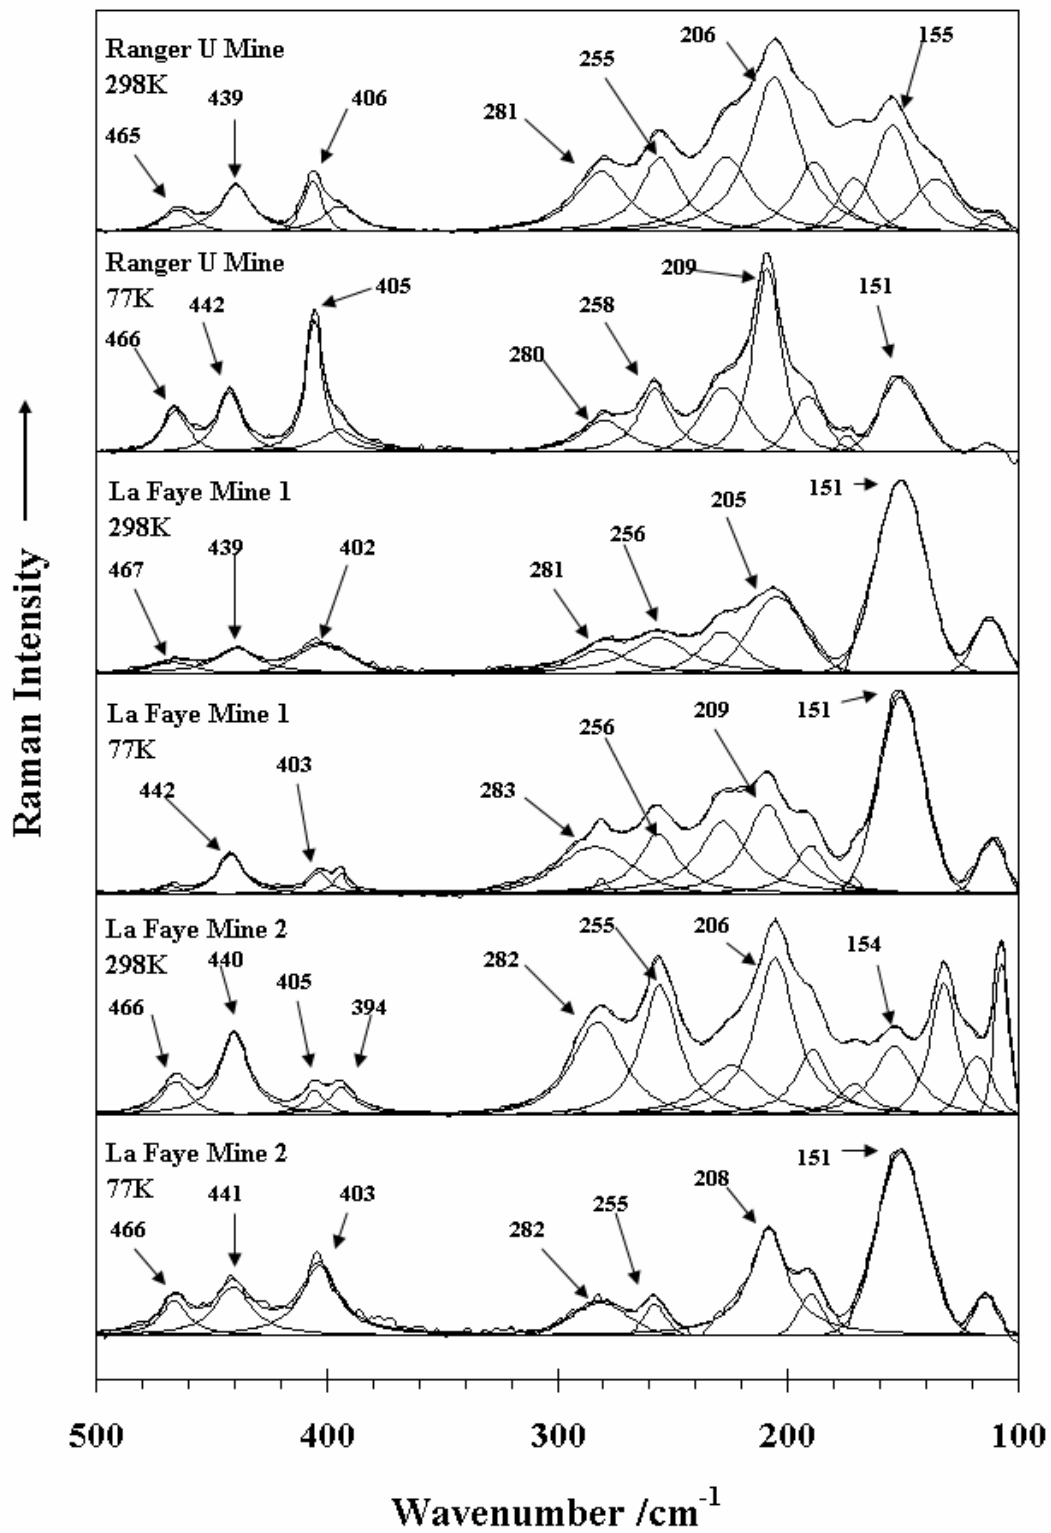 Ranger U Mine
298K
465
439
406
281
255
206
155
Ranger U Mine
77K
466
442
405
280
258
209
151
La Faye Mine 1
298K
467
439
402
281
256
205
151
La Faye Mine 1
77K
442
403
283
256
209
151
La Faye Mine 2
298K
466
440
405
394
282
255
206
154
La Faye Mine 2
77K
466
441
403
282
255
208
151
Raman Intensity
500 400 300 200 100
Wavenumber /cm-1